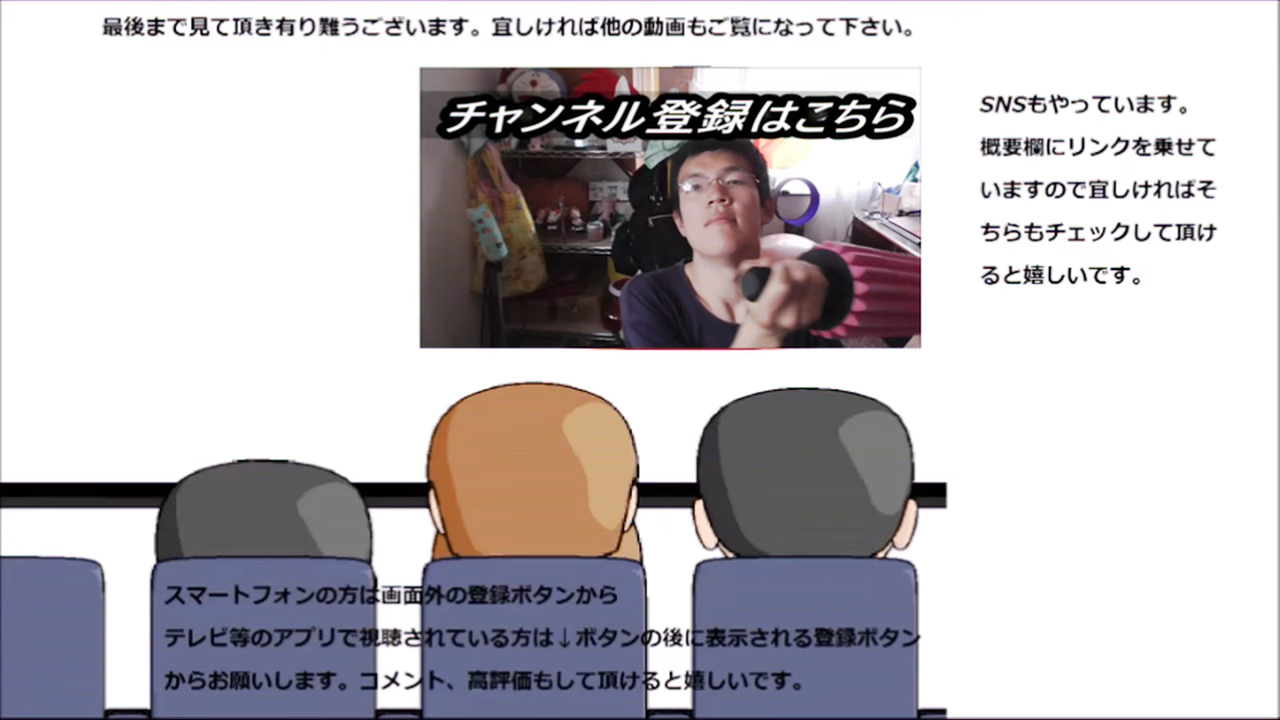 最後まで見て頂き有り難うございます。宜しければ他の動画もご覧になって下さい。
チャンネル登録はこちら
SNSもやっています。
概要欄にリンクを乗せて
いますので宜しければそ
ちらもチェックして頂け
ると嬉しいです。
スマートフォンの方は画面外の登録ボタンから
テレビ等のアプリで視聴されている方は↓ボタンの後に表示される登録ボタン
からお願いします。コメント、高評価もして頂けると嬉しいです。